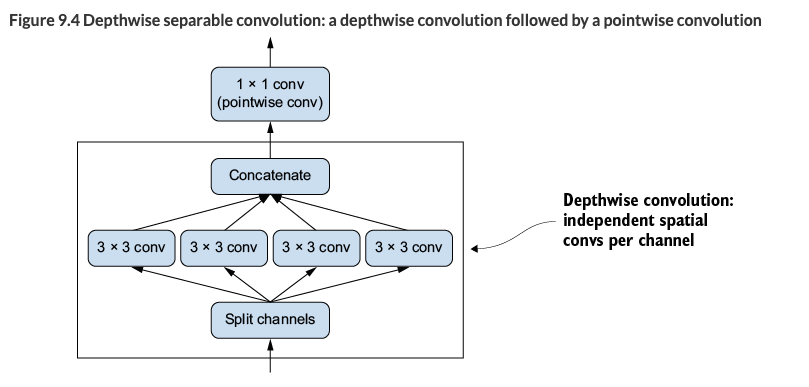 Figure 9.4 Depthwise separable convolution: a depthwise convolution followed by a pointwise convolution
1 × 1 conv
(pointwise conv)
Concatenate
3 × 3 conv
3 × 3 conv
3 × 3 conv
3 × 3 conv
Split channels
Depthwise convolution:
independent spatial
convs per channel